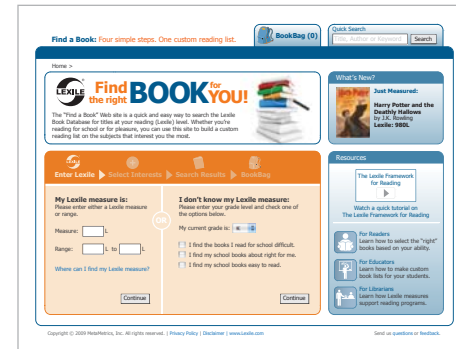 Find a Book: Four simple steps. One custom reading list.
BookBag (0)
Quick Search
Title, Author or Keyword
Search
Home >
LEXILE
Find the right BOOK for YOU!
The "Find a Book" Web site is a quick and easy way to search the Lexile
Book Database for titles at your reading (Lexile) level. Whether you're
reading for school or for pleasure, you can use this site to build a custom
reading list on the subjects that interest you the most.
What's New?
Just Measured:
Harry Potter and the
Deathly Hallows
by J.K. Rowling
Lexile: 980L
Enter Lexile
Select Interests
Search Results
BookBag
My Lexile measure is:
Please enter either a Lexile measure
or range.
Measure: L
Range: L to L
Where can I find my Lexile measure?
Continue
OR
I don't know my Lexile measure:
Please enter your grade level and check one of
the options below.
My current grade is:
I find the books I read for school difficult.
I find my school books about right for me.
I find my school books easy to read.
Continue
Resources
The Lexile Framework
for Reading
Watch a quick tutorial on
The Lexile Framework for Reading
For Readers
Learn how to select the "right"
books based on your ability.
For Educators
Learn how to make custom
book lists for your students.
For Librarians
Learn how Lexile measures
support reading programs.
Copyright © 2009 MetaMetrics, Inc. All rights reserved. | Privacy Policy | Disclaimer | www.Lexile.com
Send us questions or feedback.